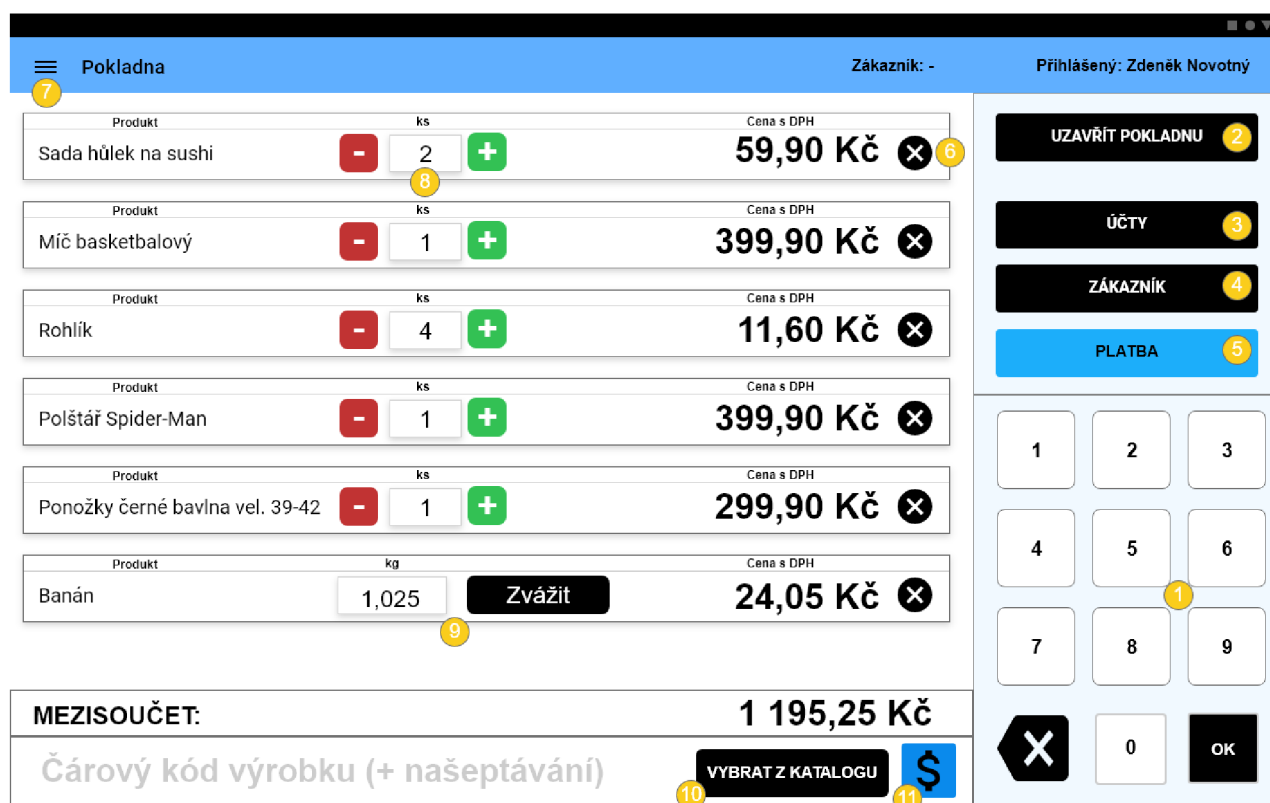 Pokladna Zákazník: - Přihlášený: Zdeněk Novotný
7
Produkt ks Cena s DPH
Sada hůlek na sushi - 2 + 59,90 Kč 6
8
Produkt ks Cena s DPH
Míč basketbalový - 1 + 399,90 Kč
Produkt ks Cena s DPH
Rohlík - 4 + 11,60 Kč
Produkt ks Cena s DPH
Polštář Spider-Man - 1 + 399,90 Kč
Produkt ks Cena s DPH
Ponožky černé bavlna vel. 39-42 - 1 + 299,90 Kč
Produkt kg Cena s DPH
Banán 1,025 Zvážit 24,05 Kč
9
MEZISOUČET: 1 195,25 Kč
Čárový kód výrobku (+ našeptávání) VYBRAT Z KATALOGU $
10 11
UZAVŘÍT POKLADNU 2
ÚČTY 3
ZÁKAZNÍK 4
PLATBA 5
1 2 3
4 5 6
1
7 8 9
X 0 OK